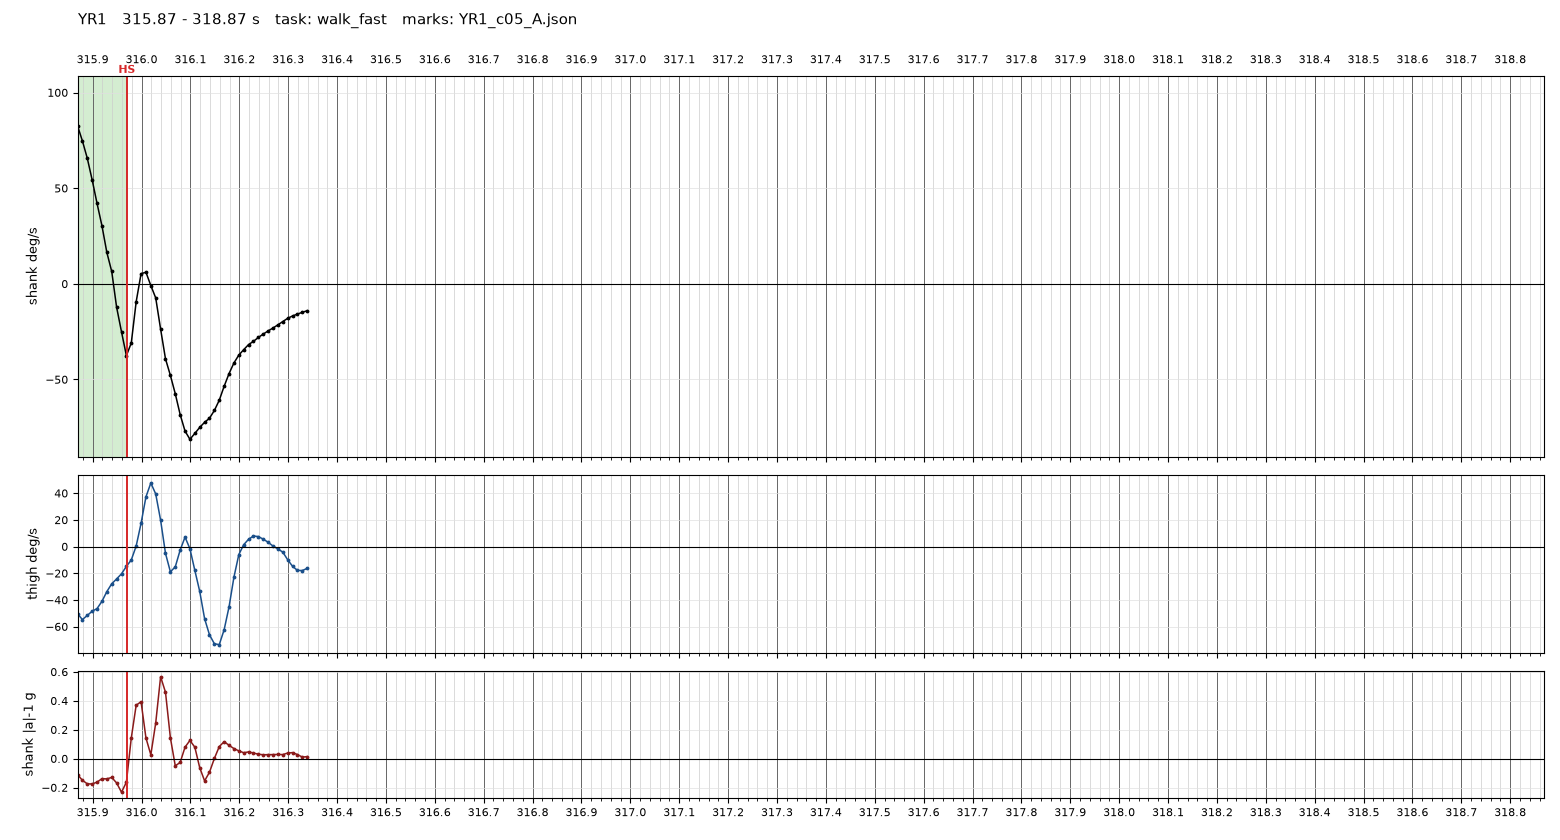 YR1 315.87 - 318.87 s task: walk_fast marks: YR1_c05_A.json
315.9 316.0 316.1 316.2 316.3 316.4 316.5 316.6 316.7 316.8 316.9 317.0 317.1 317.2 317.3 317.4 317.5 317.6 317.7 317.8 317.9 318.0 318.1 318.2 318.3 318.4 318.5 318.6 318.7 318.8
HS
100
50
0
−50
shank deg/s
40
20
0
−20
−40
−60
thigh deg/s
0.6
0.4
0.2
0.0
−0.2
shank |a|-1 g
315.9 316.0 316.1 316.2 316.3 316.4 316.5 316.6 316.7 316.8 316.9 317.0 317.1 317.2 317.3 317.4 317.5 317.6 317.7 317.8 317.9 318.0 318.1 318.2 318.3 318.4 318.5 318.6 318.7 318.8